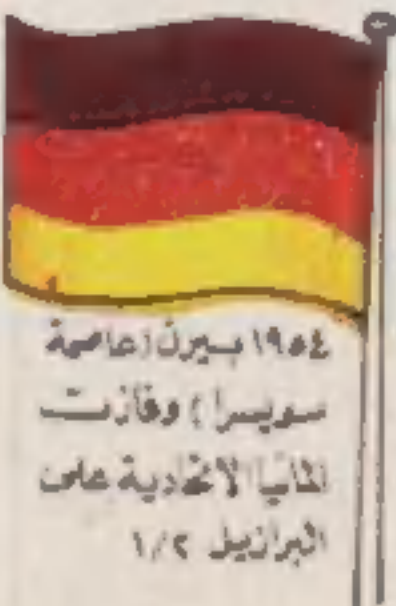 ١٩٥٤ بيرن (عاصمة
سويسرا) وفازت
المانيا الاتحادية على
البرازيل ١/٢